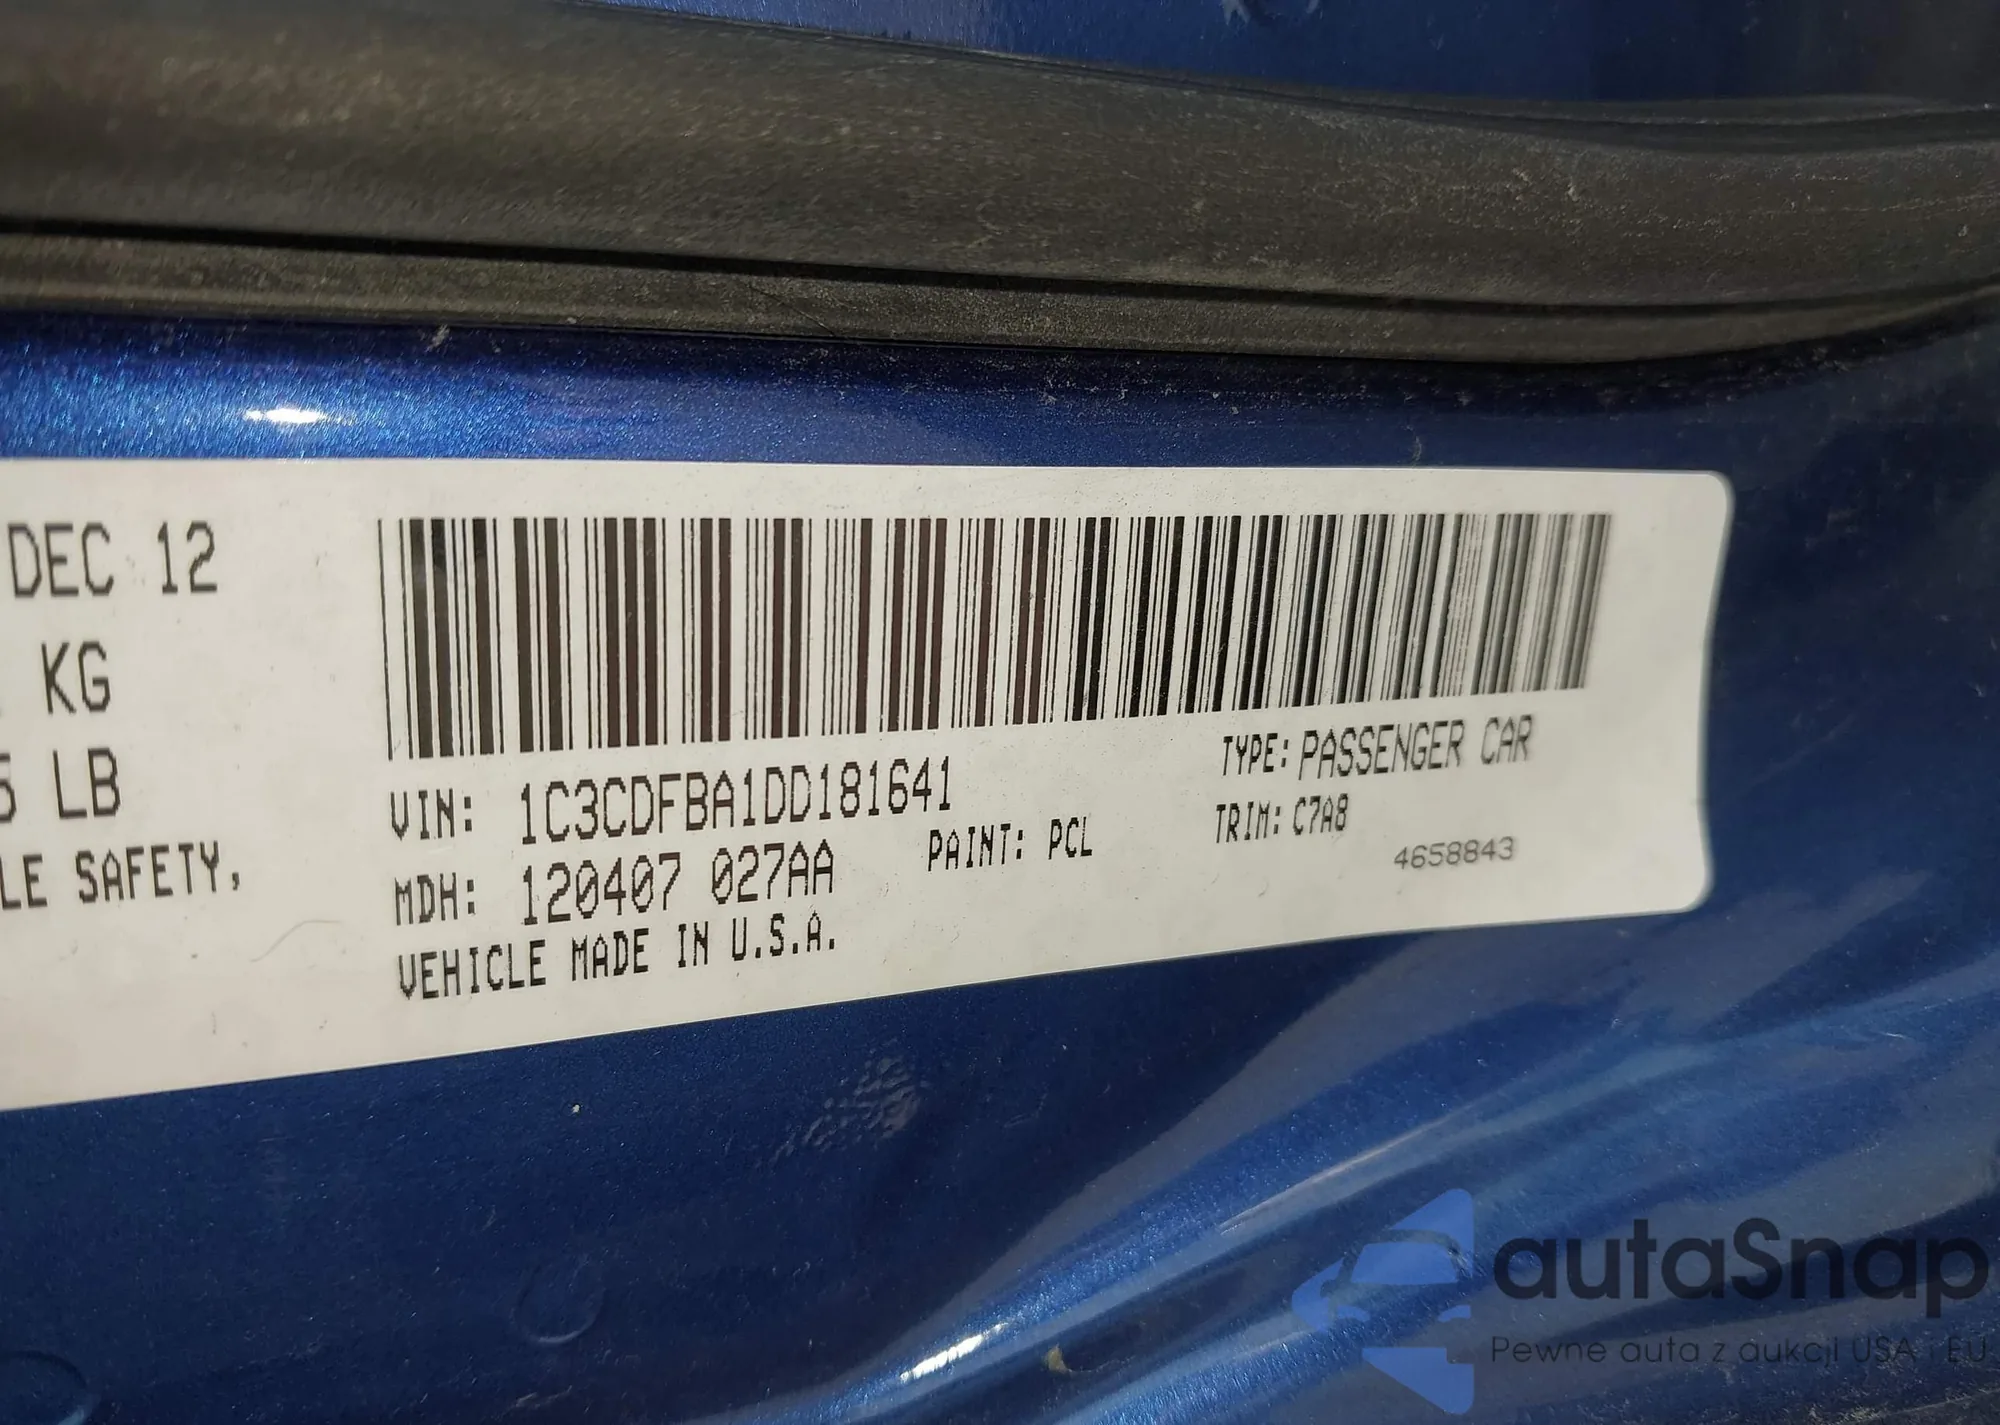 DEC 12
KG
5 LB
LE SAFETY,
VIN: 1C3CDFBA1DD181641
MDH: 120407 027AA
PAINT: PCL
VEHICLE MADE IN U.S.A.
TYPE: PASSENGER CAR
TRIM: C7A8
4658843
autaSnap
Pewne auta z aukcji USA i EU